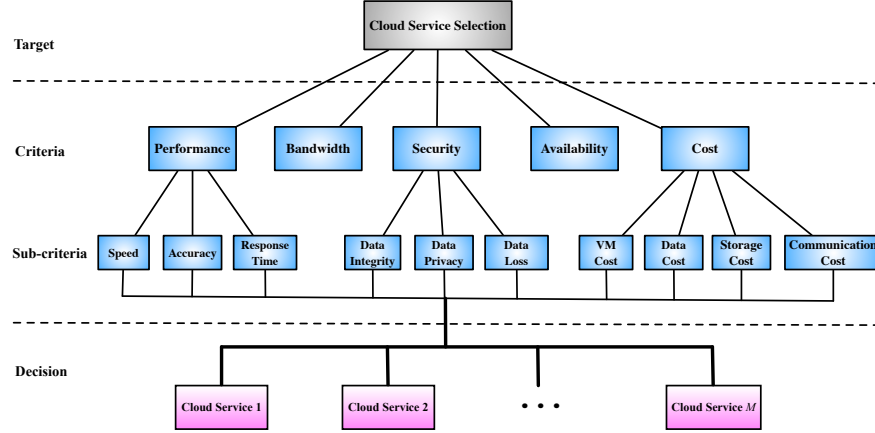 Cloud Service Selection
Target
Criteria
Performance
Bandwidth
Security
Availability
Cost
Sub-criteria
Speed
Accuracy
Response
Time
Data
Integrity
Data
Privacy
Data
Loss
VM
Cost
Data
Cost
Storage
Cost
Communication
Cost
Decision
Cloud Service 1
Cloud Service 2
• • •
Cloud Service M